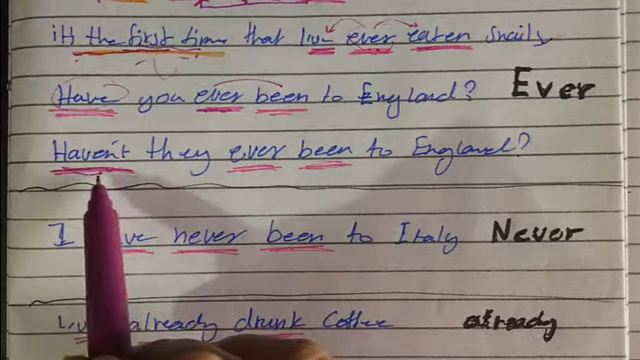 it's the first time that I've ever eaten snails
Have you ever been to England? Ever
Haven't they ever been to England?
I ve never been to Italy Never
I've already drunk Coffee already